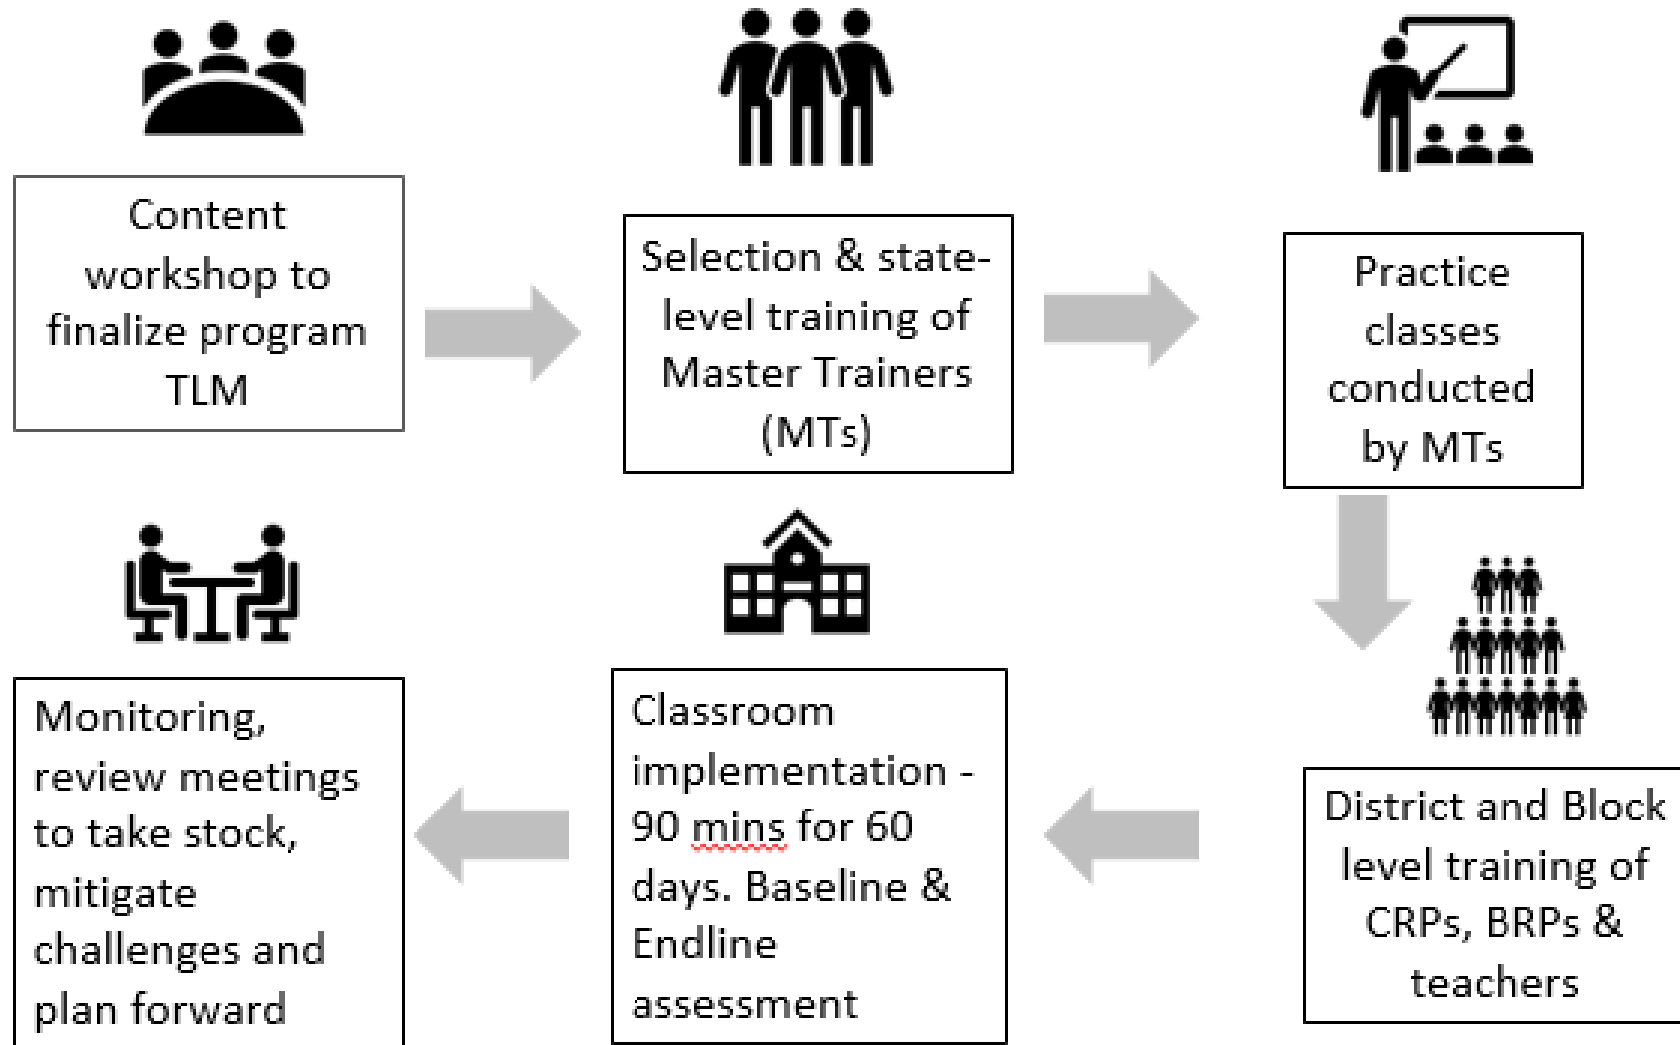 Content
workshop to
finalize program
TLM
Selection & state-
level training of
Master Trainers
(MTs)
Practice
classes
conducted
by MTs
District and Block
level training of
CRPs, BRPs &
teachers
Classroom
implementation -
90 mins for 60
days. Baseline &
Endline
assessment
Monitoring,
review meetings
to take stock,
mitigate
challenges and
plan forward